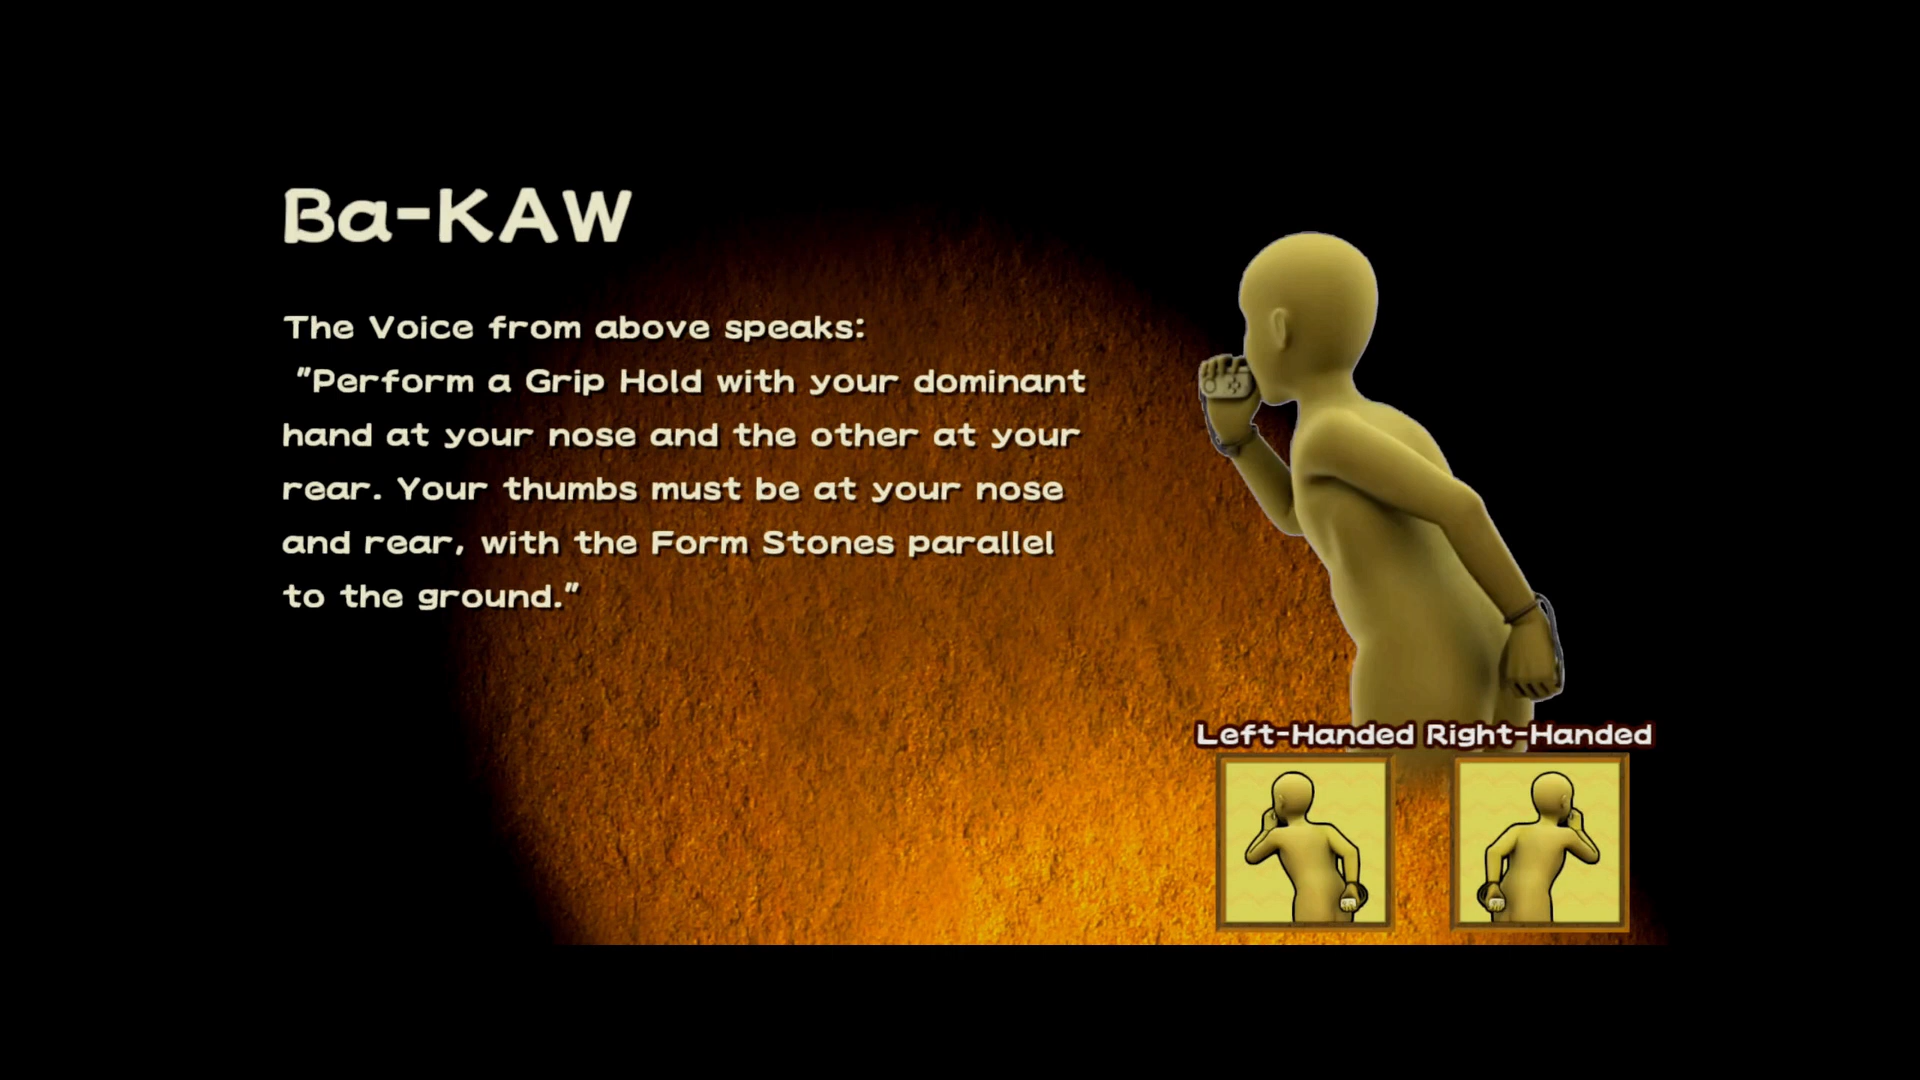 Ba-KAW
The Voice from above speaks:
"Perform a Grip Hold with your dominant
hand at your nose and the other at your
rear. Your thumbs must be at your nose
and rear, with the Form Stones parallel
to the ground."
Left-Handed Right-Handed